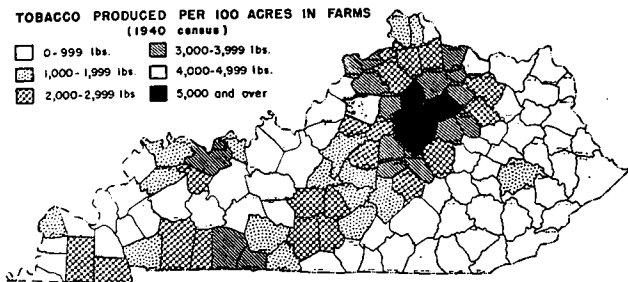 TOBACCO PRODUCED PER 100 ACRES IN FARMS
(1940 census)
0-999 lbs.
3,000-3,999 lbs.
1,000-1,999 lbs.
4,000-4,999 lbs.
2,000-2,999 lbs
5,000 and over